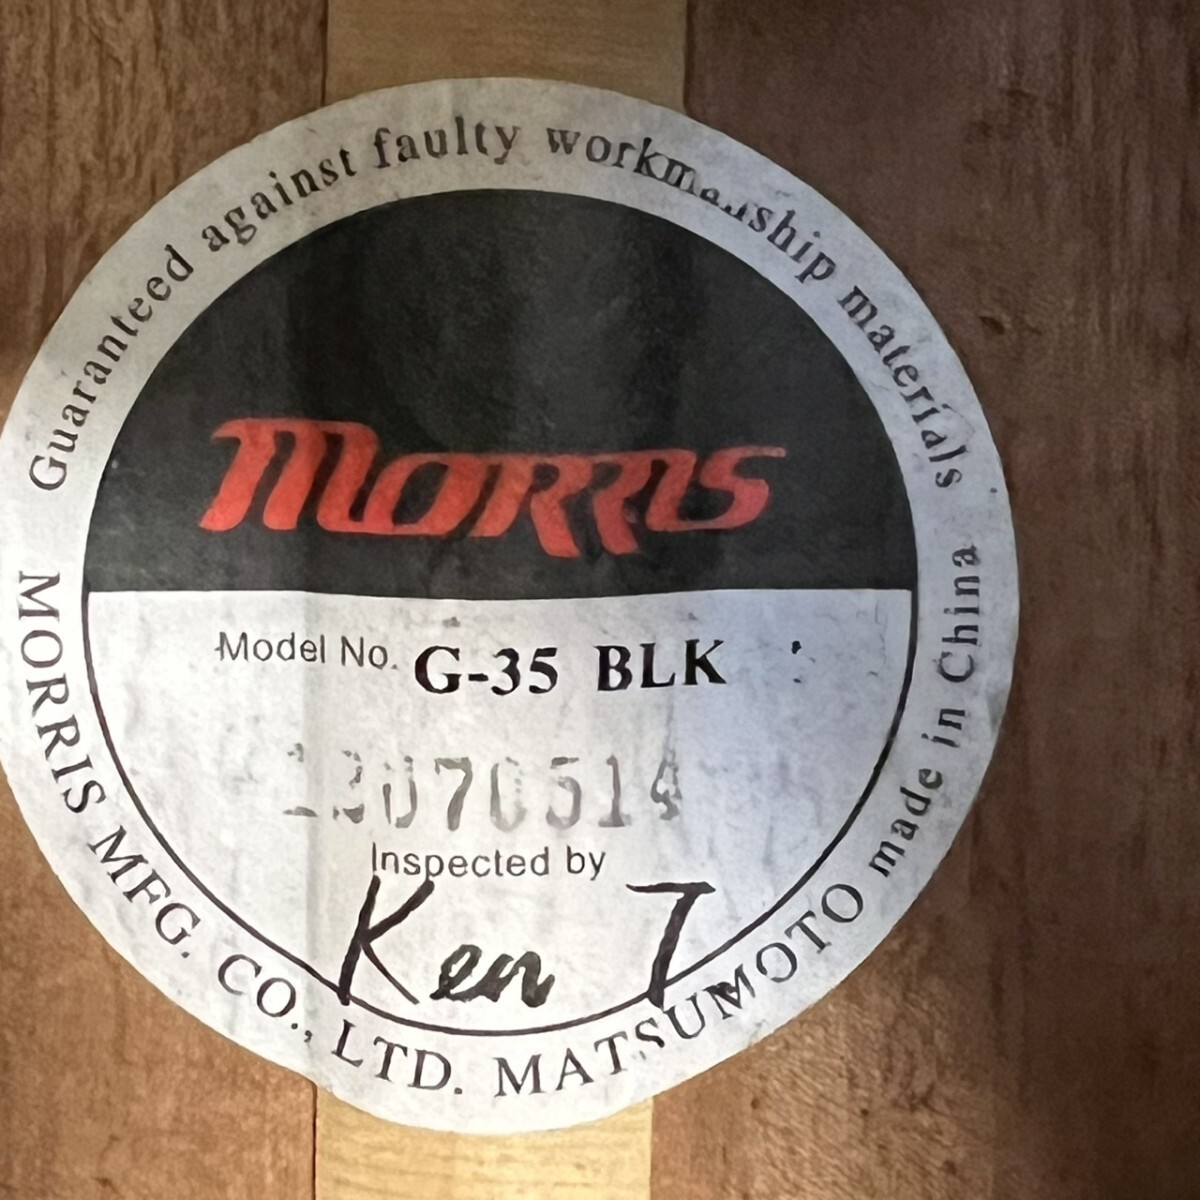 Guaranteed against faulty workmanship materials
Morris
Model No. G-35 BLK
12070514
Inspected by
Ken T.
MORRIS MFG. CO., LTD. MATSUMOTO made in China